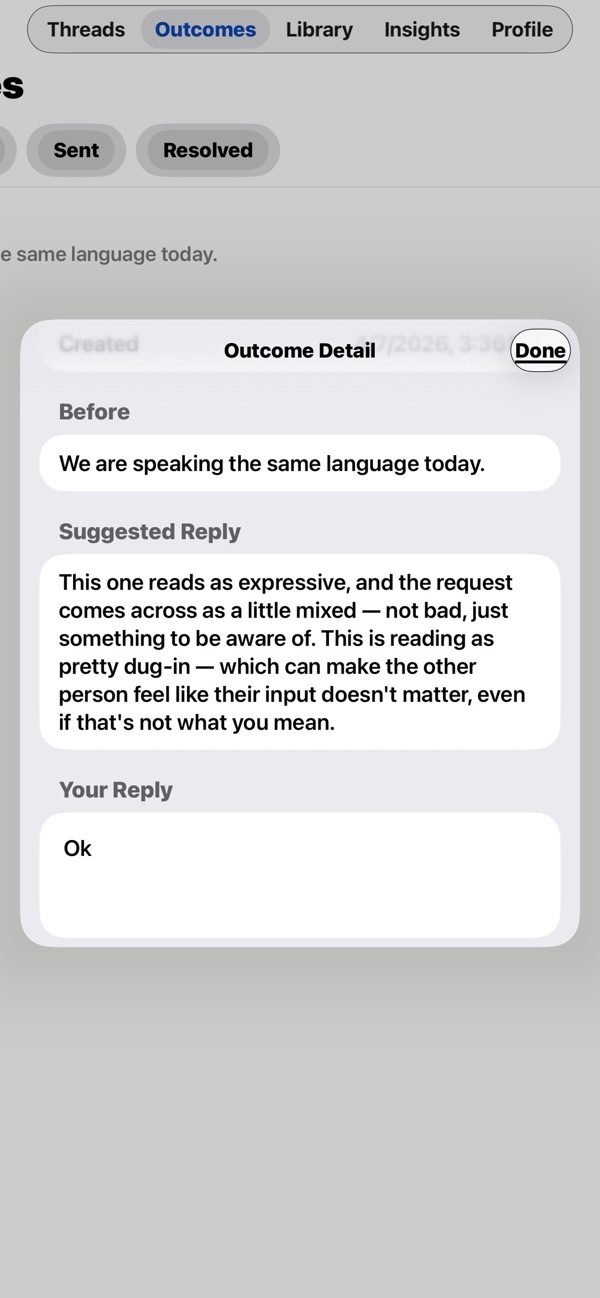 Threads Outcomes Library Insights Profile
Sent Resolved
same language today.
Created
Outcome Detail
Done
Before
We are speaking the same language today.
Suggested Reply
This one reads as expressive, and the request
comes across as a little mixed — not bad, just
something to be aware of. This is reading as
pretty dug-in — which can make the other
person feel like their input doesn't matter, even
if that's not what you mean.
Your Reply
Ok